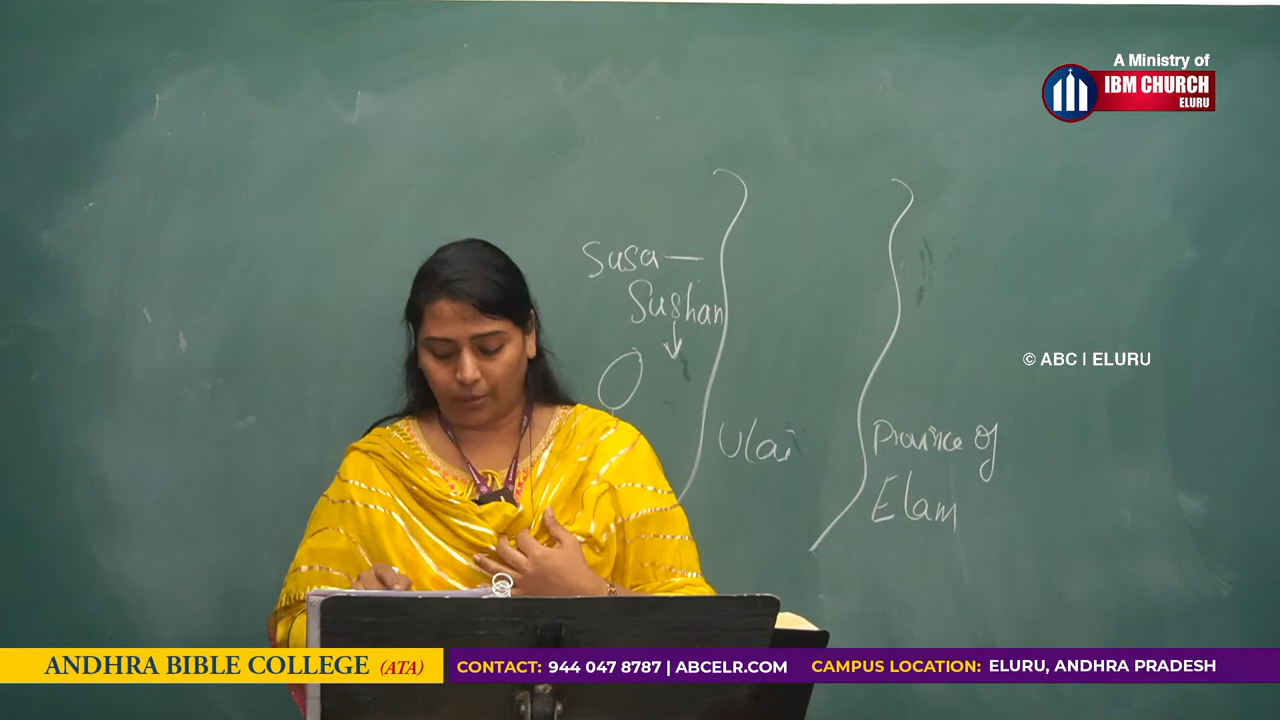 A Ministry of
IBM CHURCH
ELURU
Susa —
Sushan
Ulai
Province of
Elam
© ABC | ELURU
ANDHRA BIBLE COLLEGE (ATA)
CONTACT: 944 047 8787 | ABCELR.COM
CAMPUS LOCATION: ELURU, ANDHRA PRADESH